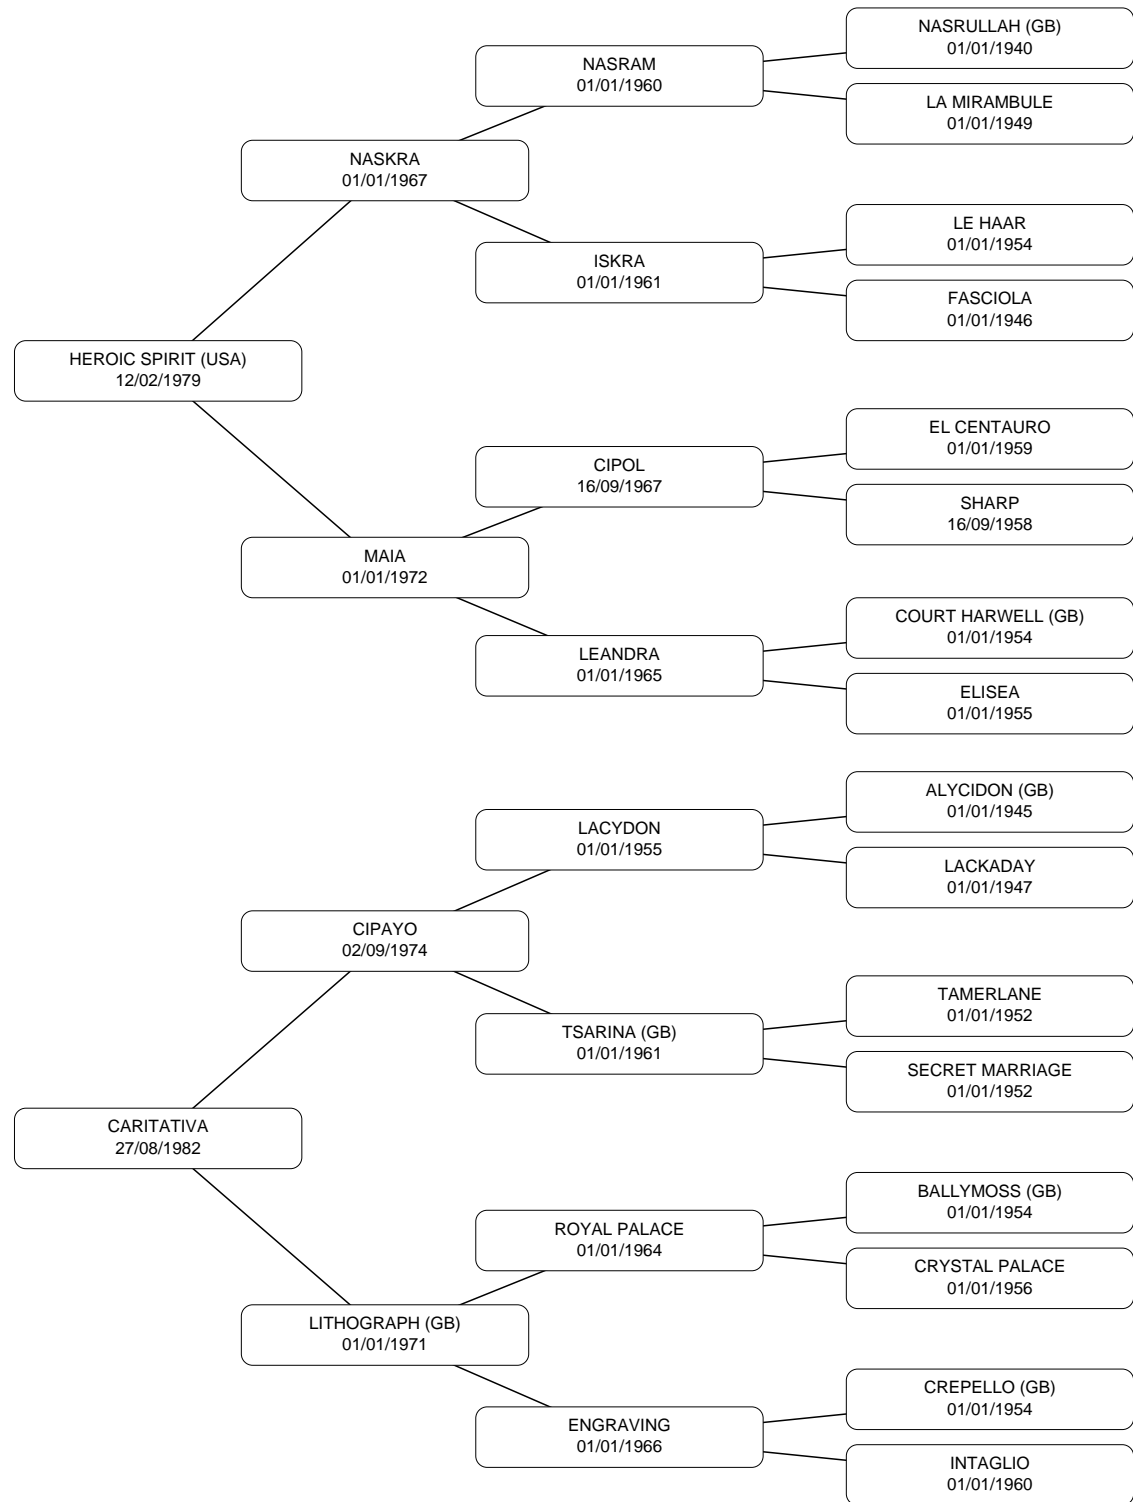 NASRULLAH (GB)
01/01/1940
NASRAM
01/01/1960
LA MIRAMBULE
01/01/1949
NASKRA
01/01/1967
LE HAAR
01/01/1954
ISKRA
01/01/1961
FASCIOLA
01/01/1946
HEROIC SPIRIT (USA)
12/02/1979
EL CENTAURO
01/01/1959
CIPOL
16/09/1967
SHARP
16/09/1958
MAIA
01/01/1972
COURT HARWELL (GB)
01/01/1954
LEANDRA
01/01/1965
ELISEA
01/01/1955
ALYCIDON (GB)
01/01/1945
LACYDON
01/01/1955
LACKADAY
01/01/1947
CIPAYO
02/09/1974
TAMERLANE
01/01/1952
TSARINA (GB)
01/01/1961
SECRET MARRIAGE
01/01/1952
CARITATIVA
27/08/1982
BALLYMOSS (GB)
01/01/1954
ROYAL PALACE
01/01/1964
CRYSTAL PALACE
01/01/1956
LITHOGRAPH (GB)
01/01/1971
CREPELLO (GB)
01/01/1954
ENGRAVING
01/01/1966
INTAGLIO
01/01/1960